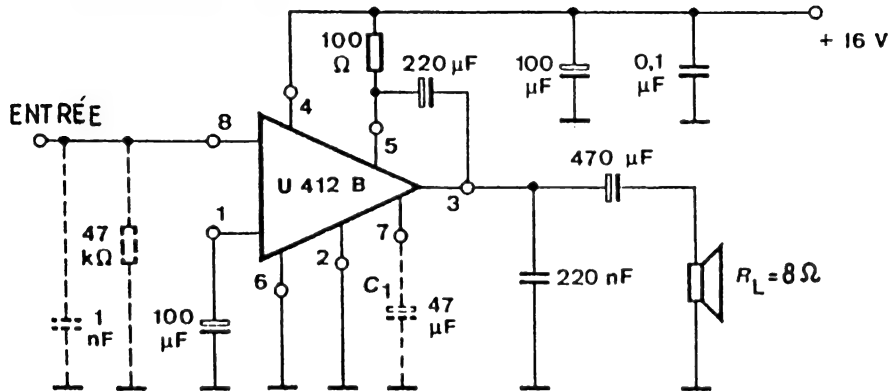 100
Ω
220 µF
100
µF
0,1
µF
+ 16 V
4
ENTRÉE
8
5
470 µF
U 412 B
3
1
7
47
kΩ
6
2
C1
220 nF
RL = 8 Ω
1
nF
100
µF
47
µF